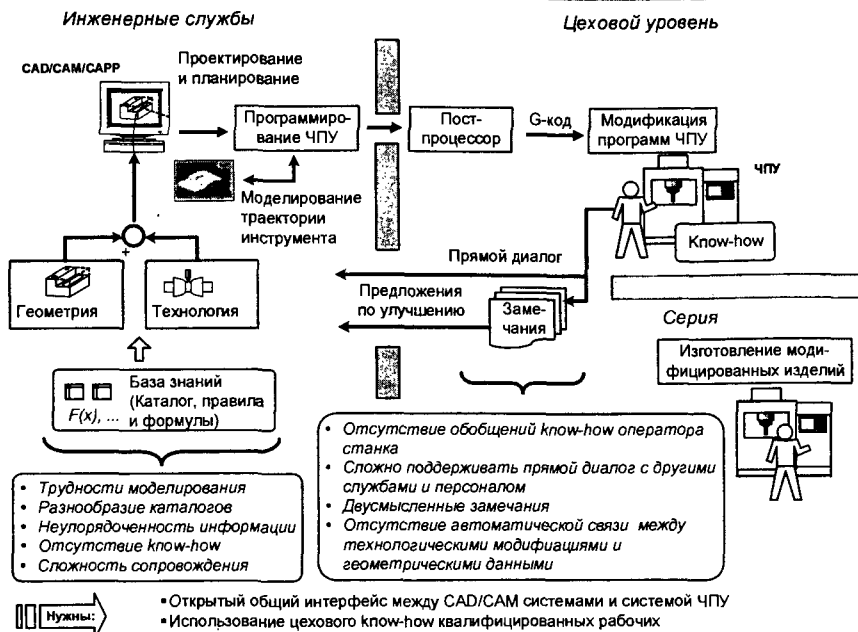 Инженерные службы
Цеховой уровень
CAD/CAM/CAPP
Проектирование
и планирование
Программиро-
вание ЧПУ
Пост-
процессор
G-код
Модификация
программ ЧПУ
ЧПУ
Моделирование
траектории
инструмента
Know-how
+
Прямой диалог
Геометрия
Технология
Предложения
по улучшению
Заме-
чания
Серия
Изготовление моди-
фицированных изделий
База знаний
(Каталог, правила
и формулы)
F(x), ...
• Отсутствие обобщений know-how оператора
станка
• Сложно поддерживать прямой диалог с другими
службами и персоналом
• Двусмысленные замечания
• Отсутствие автоматической связи между
технологическими модифиациями и
геометрическими данными
• Трудности моделирования
• Разнообразие каталогов
• Неупорядоченность информации
• Отсутствие know-how
• Сложность сопровождения
Нужны:
▪ Открытый общий интерфейс между CAD/CAM системами и системой ЧПУ
▪ Использование цехового know-how квалифицированных рабочих